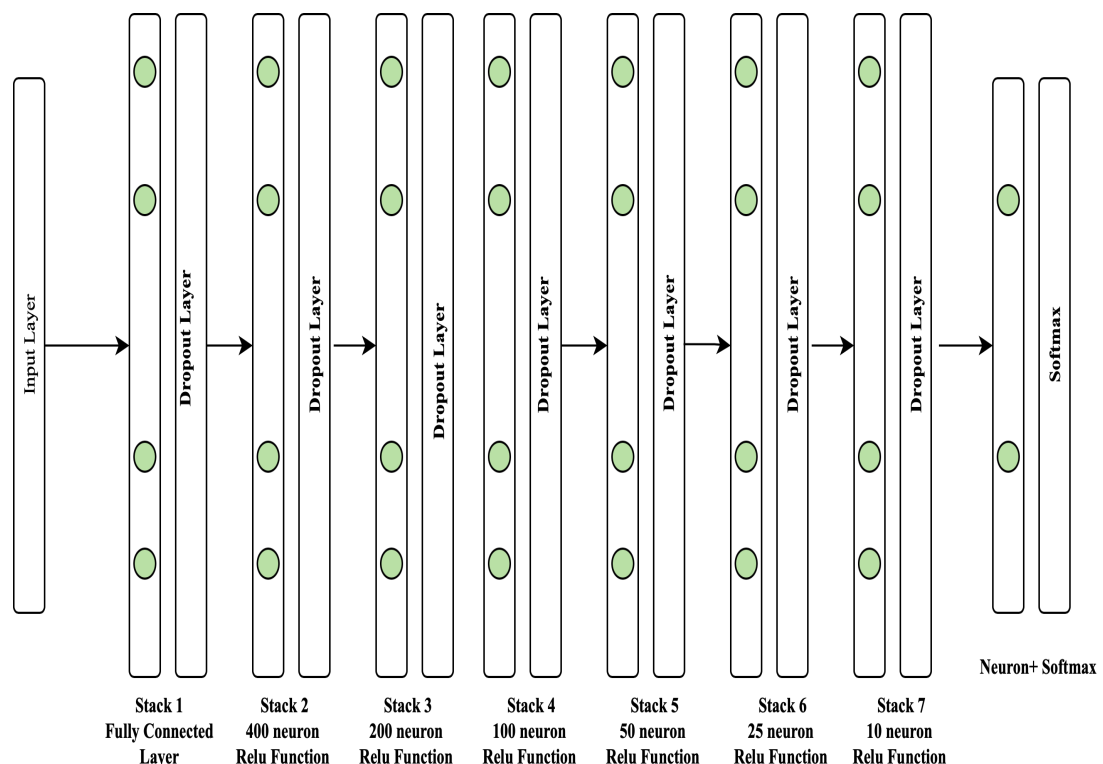 Input Layer
Dropout Layer
Dropout Layer
Dropout Layer
Dropout Layer
Dropout Layer
Dropout Layer
Dropout Layer
Softmax
Neuron+ Softmax
Stack 1
Fully Connected
Layer
Stack 2
400 neuron
Relu Function
Stack 3
200 neuron
Relu Function
Stack 4
100 neuron
Relu Function
Stack 5
50 neuron
Relu Function
Stack 6
25 neuron
Relu Function
Stack 7
10 neuron
Relu Function